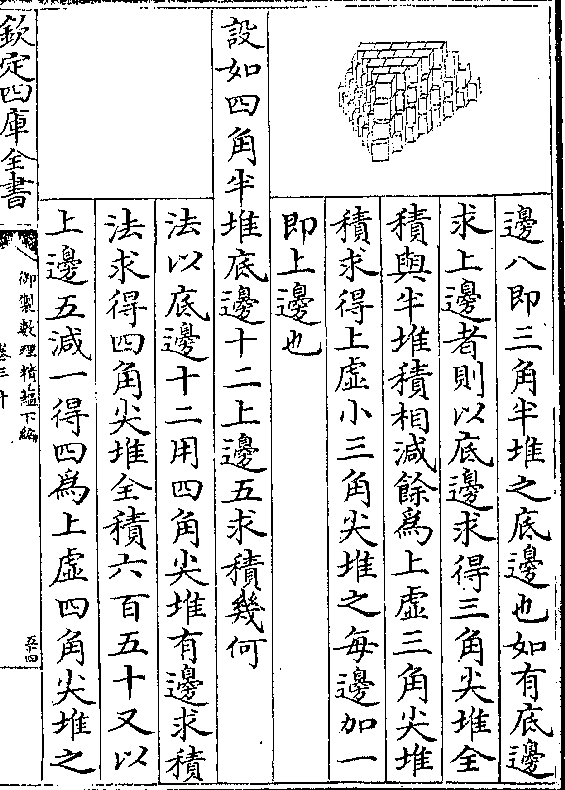 邊八即三角半堆之底邊也如有底邊
求上邊者則以底邊求得三角尖堆全
積與半堆積相減餘爲上虛三角尖堆
積求得上虛小三角尖堆之每邊加一
即上邊也
設如四角半堆底邊十二上邊五求積幾何
法以底邊十二用四角尖堆有邊求積
法求得四角尖堆全積六百五十又以
上邊五減一得四爲上虛四角尖堆之
欽定四庫全書
御製數理精蘊下編
卷三十